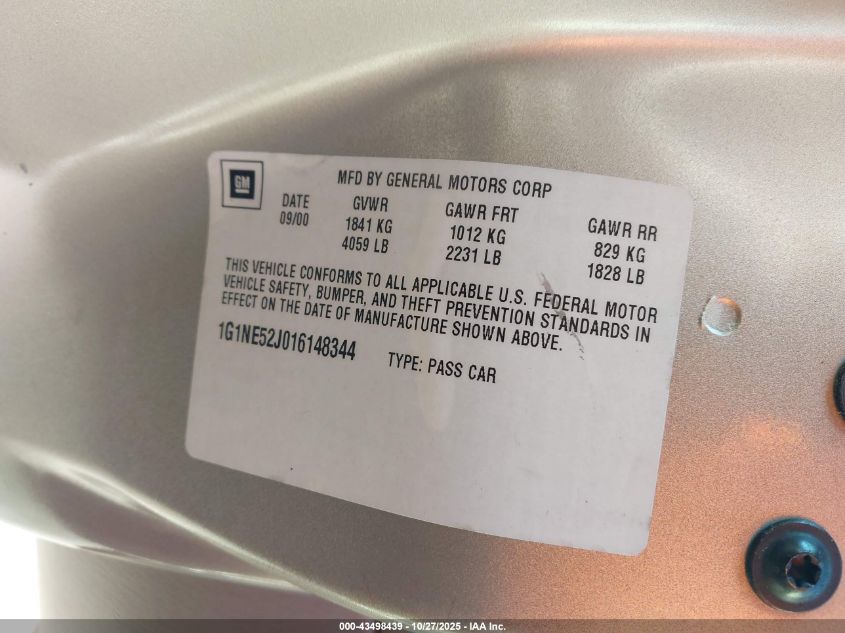 GM
MFD BY GENERAL MOTORS CORP
DATE GVWR GAWR FRT GAWR RR
09/00 1841 KG 1012 KG 829 KG
4059 LB 2231 LB 1828 LB
THIS VEHICLE CONFORMS TO ALL APPLICABLE U.S. FEDERAL MOTOR
VEHICLE SAFETY, BUMPER, AND THEFT PREVENTION STANDARDS IN
EFFECT ON THE DATE OF MANUFACTURE SHOWN ABOVE.
1G1NE52J016148344 TYPE: PASS CAR
000-43498439 - 10/27/2025 - IAA Inc.